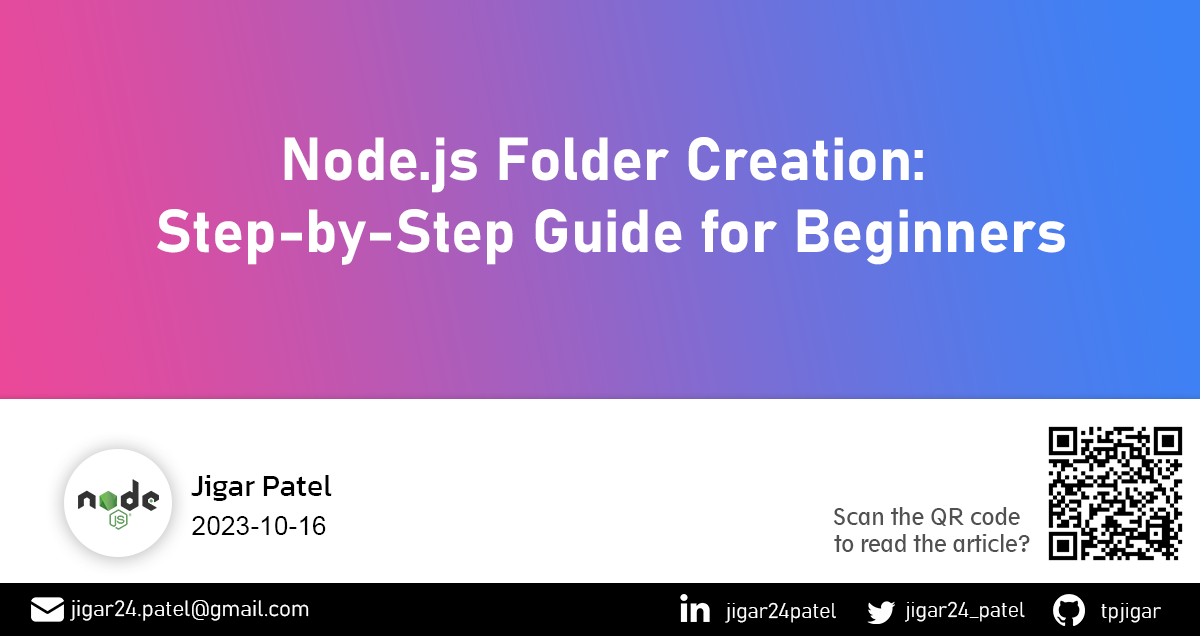 Node.js Folder Creation:
Step-by-Step Guide for Beginners
node
JS
Jigar Patel
2023-10-16
Scan the QR code
to read the article?
jigar24.patel@gmail.com
in
jigar24patel
jigar24_patel
tpjigar